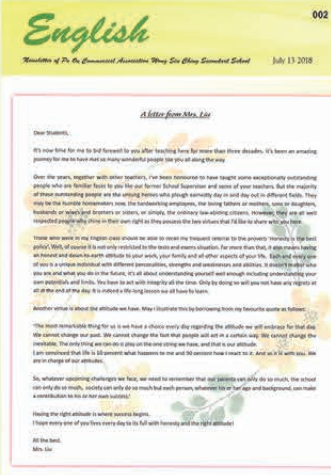 002
English
Newsletter of Po On Commercial Association Wong Siu Ching Secondary School
July 13 2018
A letter from Mrs. Liu
Dear Students,
It's now time for me to bid farewell to you after teaching here for more than three decades. It's been an amazing
journey for me to have met so many wonderful people like you all along the way.
Over the years, together with other teachers, I've been honoured to have taught some exceptionally outstanding
people who are familiar faces to you like our former School Supervisor and some of your teachers. But the majority
of these outstanding people are the unsung heroes who plough earnestly day in and day out in different fields. They
may be the humble homemakers now, the hardworking employees, the loving fathers or mothers, sons or daughters,
husbands or wives and brothers or sisters, or simply, the ordinary law-abiding citizens. However, they are all well
respected people who shine in their own right as they possess the two virtues that I'd like to share with you here.
Those who were in my English class should be able to recall my frequent referral to the proverb 'Honesty is the best
policy'. Well, of course it is not only restricted to the tests and exams situation. Far more than that, it also means having
an honest and down-to-earth attitude to your work, your family and all other aspects of your life. Each and every one
of you is a unique individual with different personalities, strengths and weaknesses and abilities. It doesn't matter who
you are and what you do in the future, it's all about understanding yourself well enough including understanding your
own potentials and limits. You have to act with integrity all the time. Only by doing so will you have no regrets at
all at the end of the day. It is indeed a life-long lesson we all have to learn.
Another virtue is about the attitude we have. May I illustrate this by borrowing from my favourite quote as follows:
'The most remarkable thing for us is we have a choice every day regarding the attitude we will embrace for that day.
We cannot change our past. We cannot change the fact that people will act in a certain way. We cannot change the
inevitable. The only thing we can do is play on the one string we have, and that is our attitude.
I am convinced that life is 10 percent what happens to me and 90 percent how I react to it. And so it is with you. We
are in charge of our attitudes.
So, whatever upcoming challenges we face, we need to remember that our parents can only do so much, the school
can only do so much, society can only do so much but each person, whatever his or her age and background, can make
a contribution to his or her own success.'
Having the right attitude is where success begins.
I hope every one of you lives every day to its full with honesty and the right attitude!
All the best,
Mrs. Liu